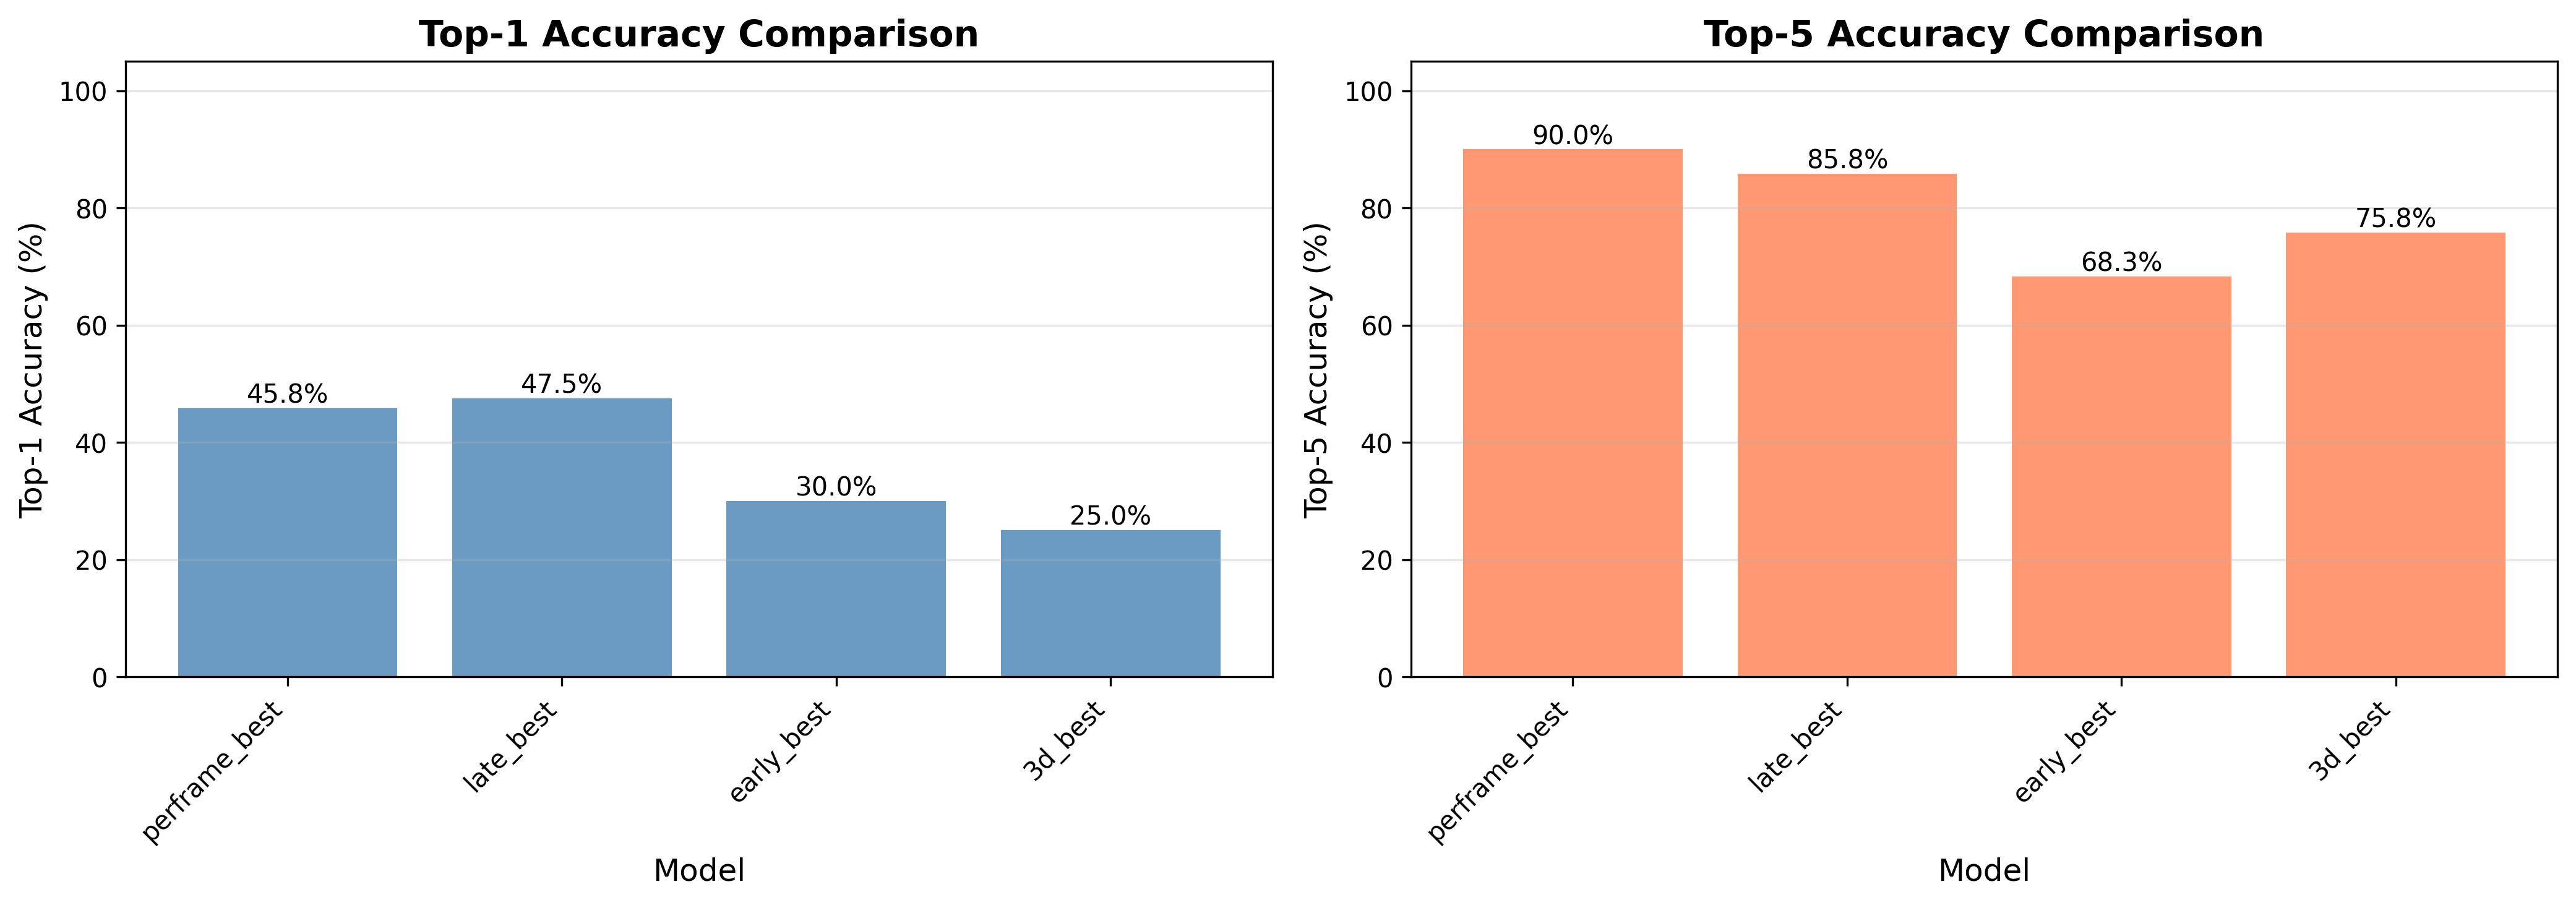 Top-1 Accuracy Comparison
Top-1 Accuracy (%)
100
80
60
40
20
0
45.8%
47.5%
30.0%
25.0%
perframe_best
late_best
early_best
3d_best
Model
Top-5 Accuracy Comparison
Top-5 Accuracy (%)
100
80
60
40
20
0
90.0%
85.8%
68.3%
75.8%
perframe_best
late_best
early_best
3d_best
Model